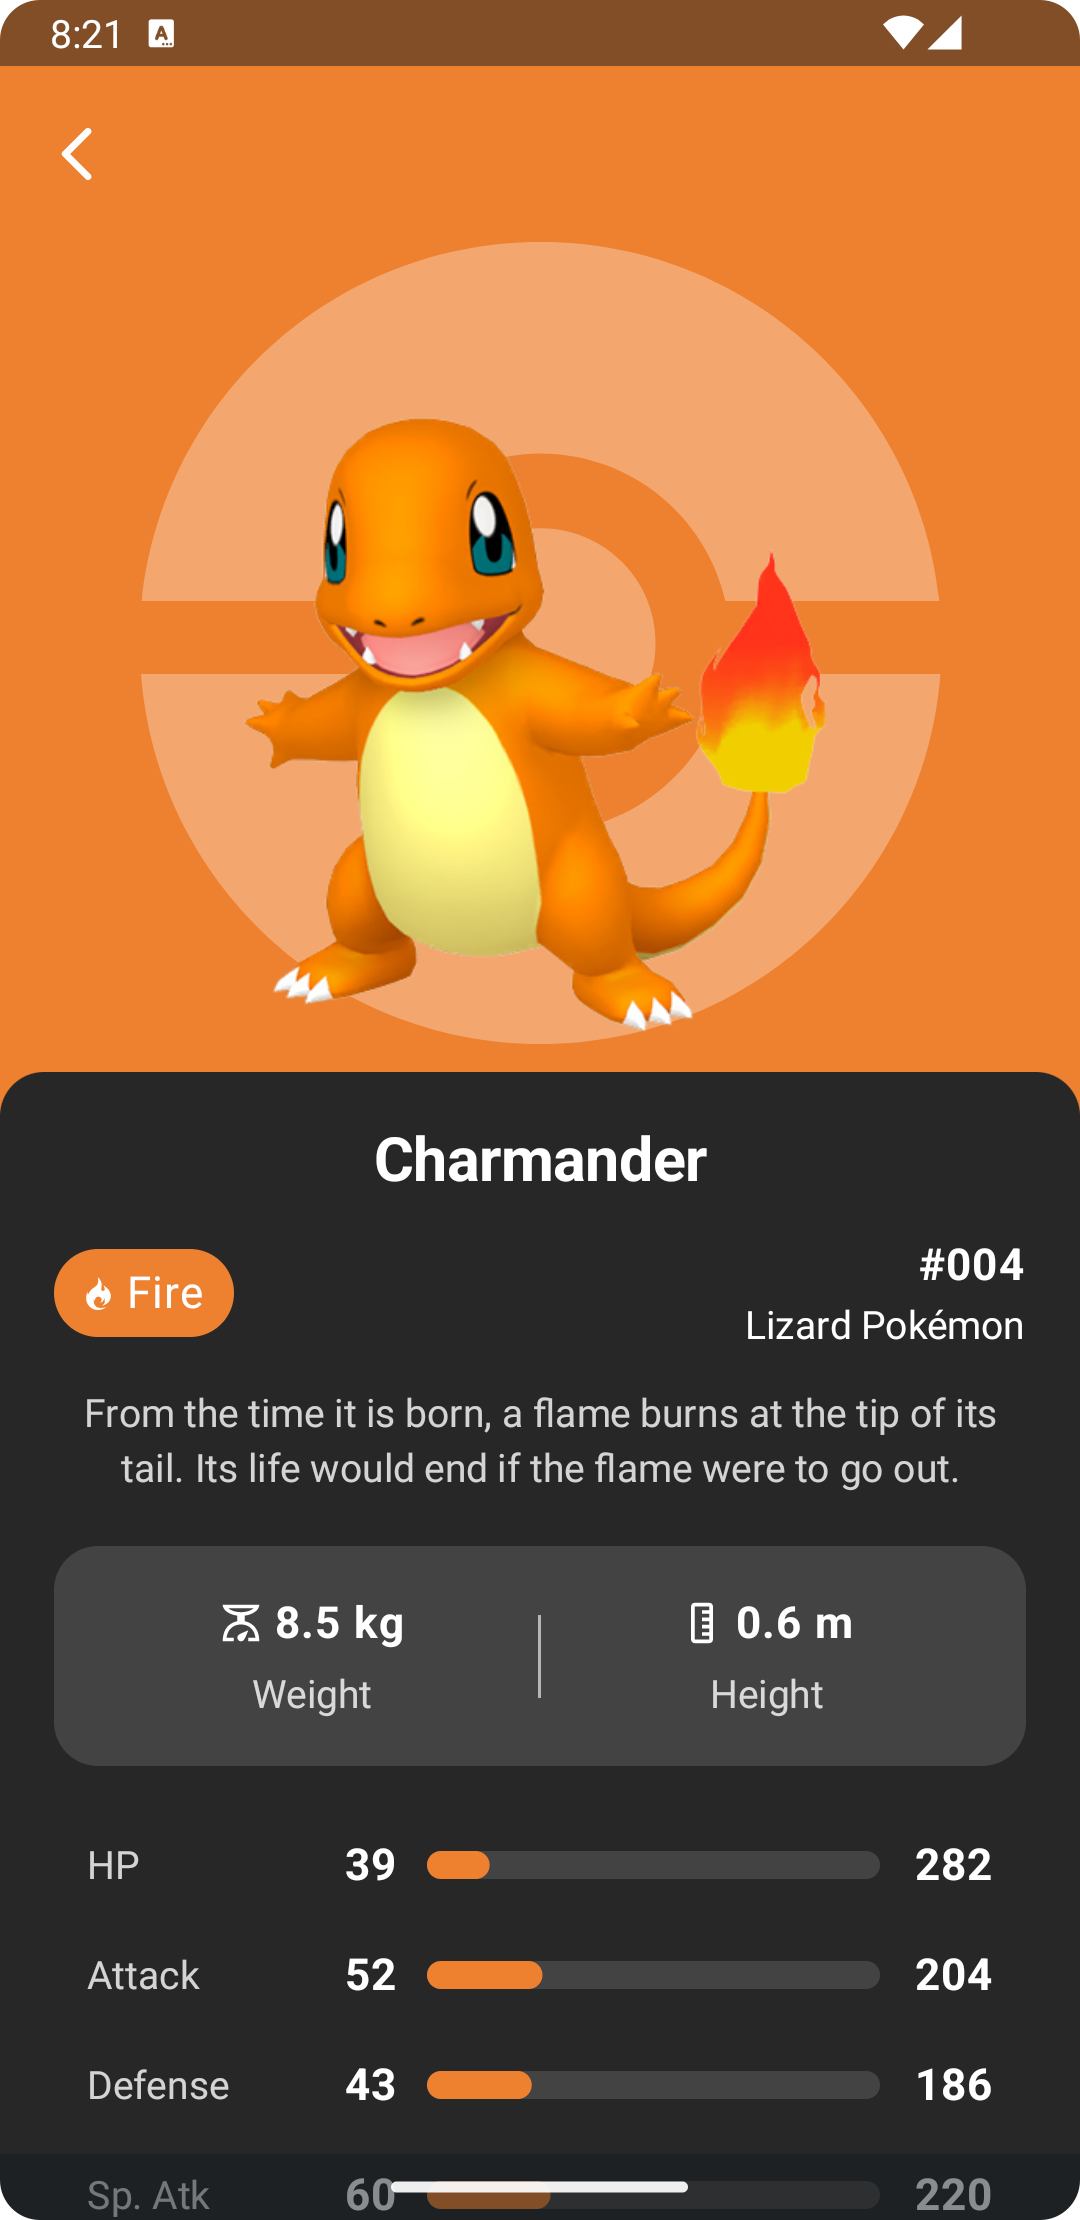 8:21
Charmander
Fire
#004
Lizard Pokémon
From the time it is born, a flame burns at the tip of its
tail. Its life would end if the flame were to go out.
8.5 kg
Weight
0.6 m
Height
HP 39 282
Attack 52 204
Defense 43 186
Sp. Atk 60 220